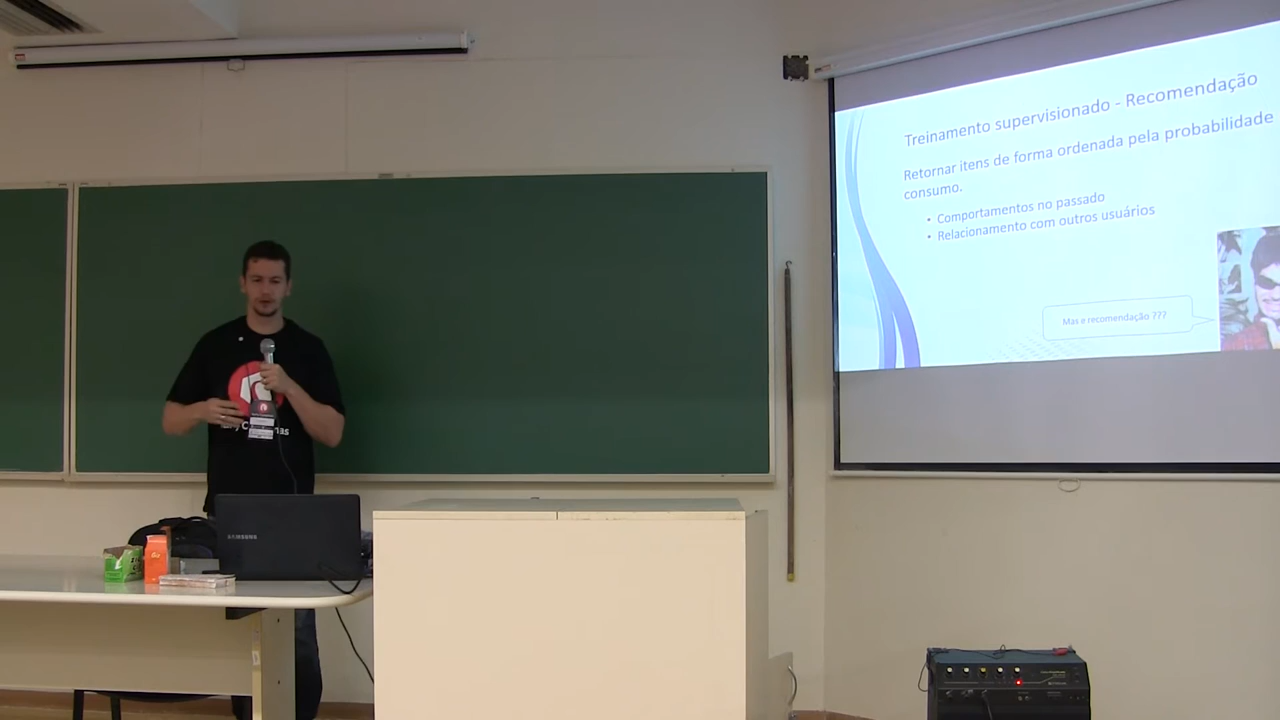 Treinamento supervisionado - Recomendação
Retornar itens de forma ordenada pela probabilidade
consumo.
• Comportamentos no passado
• Relacionamento com outros usuários
Mas e recomendação ???
SAMSUNG